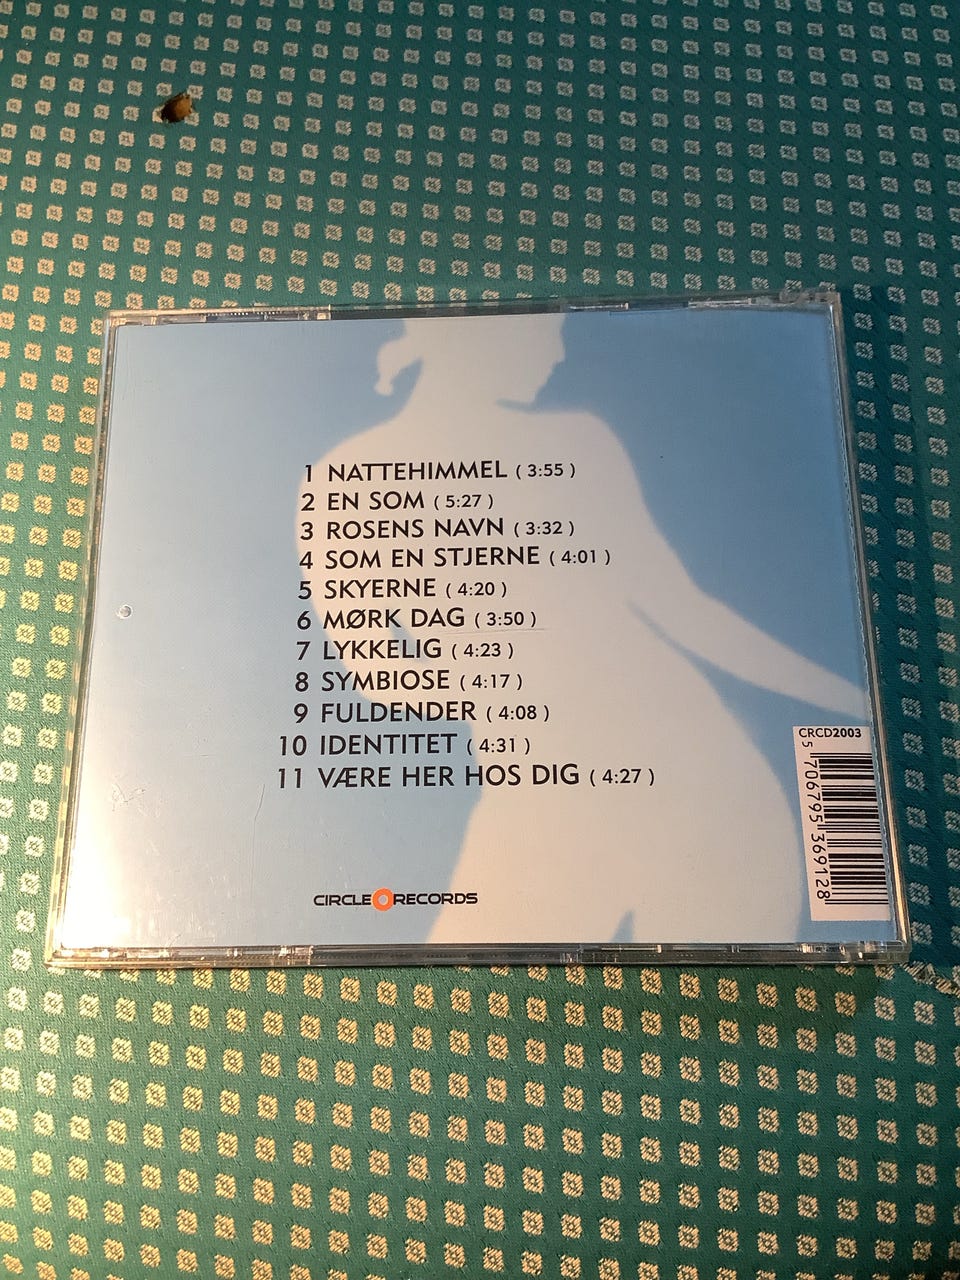 1 NATTEHIMMEL ( 3:55 )
2 EN SOM ( 5:27 )
3 ROSENS NAVN ( 3:32 )
4 SOM EN STJERNE ( 4:01 )
5 SKYERNE ( 4:20 )
6 MØRK DAG ( 3:50 )
7 LYKKELIG ( 4:23 )
8 SYMBIOSE ( 4:17 )
9 FULDENDER ( 4:08 )
10 IDENTITET ( 4:31 )
11 VÆRE HER HOS DIG ( 4:27 )
CRCD2003
5 706795 369128
CIRCLE RECORDS